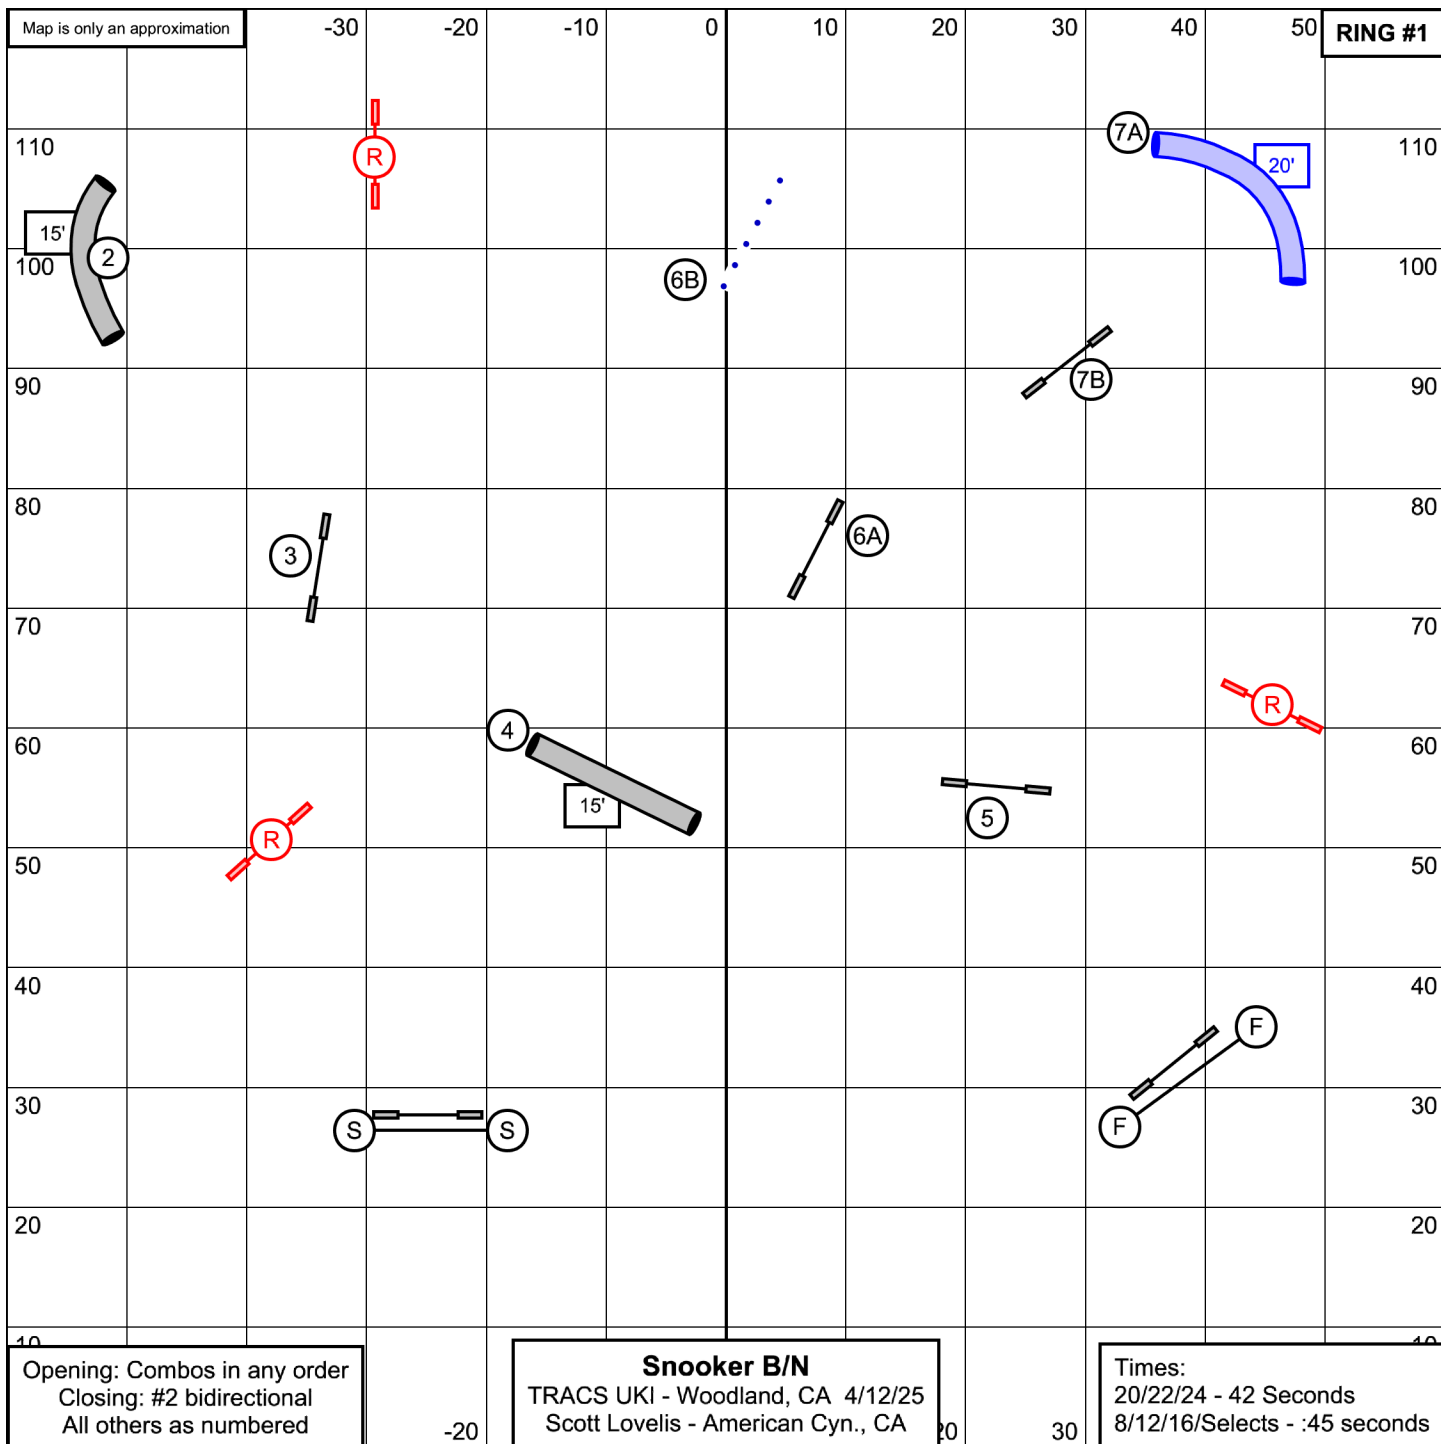 Map is only an approximation
-30 -20 -10 0 10 20 30 40 50
RING #1
110 110
R
7A
20'
15'
2
100 100
6B
7B
90 90
80 80
3
6A
70 70
R
4
60 60
15'
5
R
50 50
40 40
F
30 30
F
S S
20 20
10 10
Opening: Combos in any order
Closing: #2 bidirectional
All others as numbered
-20
Snooker B/N
TRACS UKI - Woodland, CA 4/12/25
Scott Lovelis - American Cyn., CA
20 30
Times:
20/22/24 - 42 Seconds
8/12/16/Selects - :45 seconds